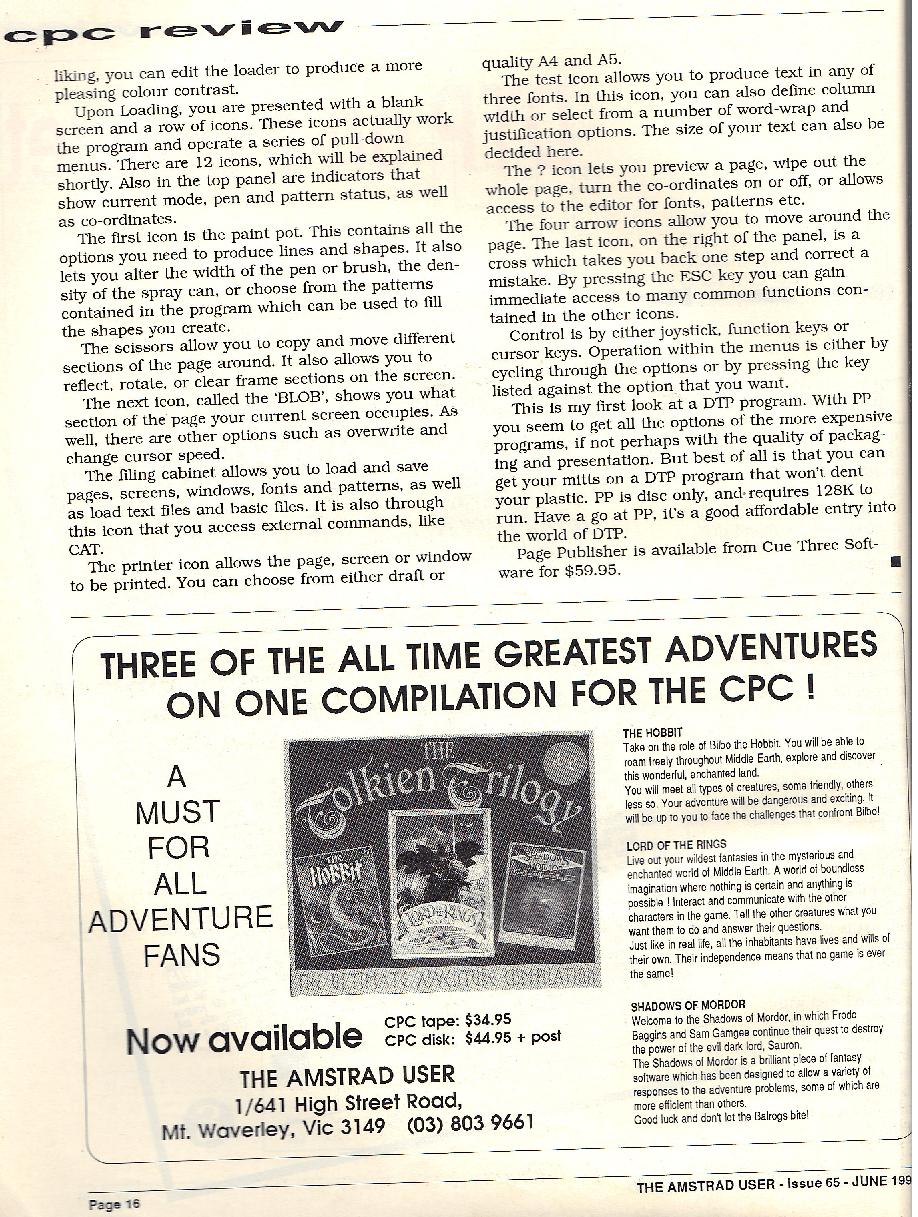 cpc review
liking, you can edit the loader to produce a more
pleasing colour contrast.
Upon Loading, you are presented with a blank
screen and a row of icons. These icons actually work
the program and operate a series of pull-down
menus. There are 12 icons, which will be explained
shortly. Also in the top panel are indicators that
show current mode, pen and pattern status, as well
as co-ordinates.
The first icon is the paint pot. This contains all the
options you need to produce lines and shapes. It also
lets you alter the width of the pen or brush, the den-
sity of the spray can, or choose from the patterns
contained in the program which can be used to fill
the shapes you create.
The scissors allow you to copy and move different
sections of the page around. It also allows you to
reflect, rotate, or clear frame sections on the screen.
The next icon, called the 'BLOB', shows you what
section of the page your current screen occupies. As
well, there are other options such as overwrite and
change cursor speed.
The filing cabinet allows you to load and save
pages, screens, windows, fonts and patterns, as well
as load text files and basic files. It is also through
this icon that you access external commands, like
CAT.
The printer icon allows the page, screen or window
to be printed. You can choose from either draft or
quality A4 and A5.
The test icon allows you to produce text in any of
three fonts. In this icon, you can also define column
width or select from a number of word-wrap and
justification options. The size of your text can also be
decided here.
The ? icon lets you preview a page, wipe out the
whole page, turn the co-ordinates on or off, or allows
access to the editor for fonts, patterns etc.
The four arrow icons allow you to move around the
page. The last icon, on the right of the panel, is a
cross which takes you back one step and correct a
mistake. By pressing the ESC key you can gain
immediate access to many common functions con-
tained in the other icons.
Control is by either joystick, function keys or
cursor keys. Operation within the menus is either by
cycling through the options or by pressing the key
listed against the option that you want.
This is my first look at a DTP program. With PP
you seem to get all the options of the more expensive
programs, if not perhaps with the quality of packag-
ing and presentation. But best of all is that you can
get your mitts on a DTP program that won't dent
your plastic. PP is disc only, and requires 128K to
run. Have a go at PP, it's a good affordable entry into
the world of DTP.
Page Publisher is available from Cue Three Soft-
ware for $59.95.
THREE OF THE ALL TIME GREATEST ADVENTURES
ON ONE COMPILATION FOR THE CPC !
A
MUST
FOR
ALL
ADVENTURE
FANS
THE
Tolkien Trilogy
THE
HOBBIT
LORD OF THE RINGS
SHADOWS
Now available
CPC tape: $34.95
CPC disk: $44.95 + post
THE AMSTRAD USER
1/641 High Street Road,
Mt. Waverley, Vic 3149 (03) 803 9661
THE HOBBIT
Take on the role of Bilbo the Hobbit. You will be able to
roam freely throughout Middle Earth, explore and discover
this wonderful, enchanted land.
You will meet all types of creatures, some friendly, others
less so. Your adventure will be dangerous and exciting. It
will be up to you to face the challenges that confront Bilbo!
LORD OF THE RINGS
Live out your wildest fantasies in the mysterious and
enchanted world of Middle Earth. A world of boundless
imagination where nothing is certain and anything is
possible ! Interact and communicate with the other
characters in the game. Tell the other creatures what you
want them to do and answer their questions.
Just like in real life, all the inhabitants have lives and wills of
their own. Their independence means that no game is ever
the same!
SHADOWS OF MORDOR
Welcome to the Shadows of Mordor, in which Frodo
Baggins and Sam Gamgee continue their quest to destroy
the power of the evil dark lord, Sauron.
The Shadows of Mordor is a brilliant piece of fantasy
software which has been designed to allow a variety of
responses to the adventure problems, some of which are
more efficient than others.
Good luck and don't let the Balrogs bite!
Page 16
THE AMSTRAD USER - Issue 65 - JUNE 199